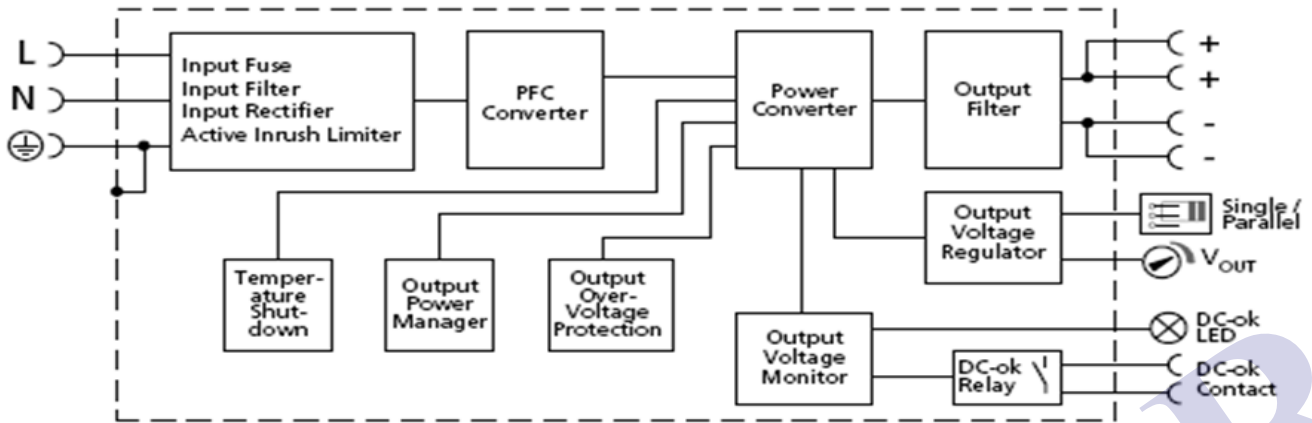 L
N
Input Fuse
Input Filter
Input Rectifier
Active Inrush Limiter
PFC
Converter
Power
Converter
Output
Filter
+
+
-
-
Output
Voltage
Regulator
Single /
Parallel
VOUT
Temper-
ature
Shut-
down
Output
Power
Manager
Output
Over-
Voltage
Protection
Output
Voltage
Monitor
DC-ok
Relay
DC-ok
LED
DC-ok
Contact